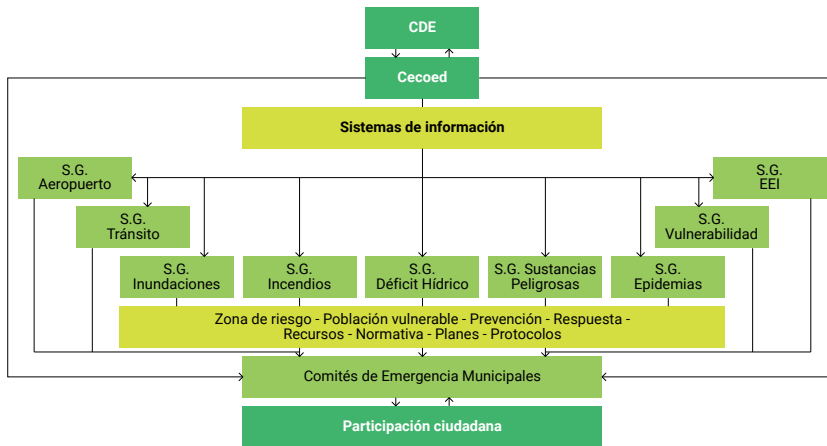 CDE
Cecoed
Sistemas de información
S.G.
Aeropuerto
S.G.
EEI
S.G.
Tránsito
S.G.
Vulnerabilidad
S.G.
Inundaciones
S.G.
Incendios
S.G.
Déficit Hídrico
S.G. Sustancias
Peligrosas
S.G.
Epidemias
Zona de riesgo - Población vulnerable - Prevención - Respuesta -
Recursos - Normativa - Planes - Protocolos
Comités de Emergencia Municipales
Participación ciudadana